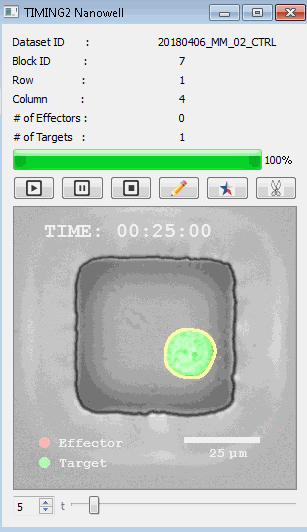 TIMING2 Nanowell
Dataset ID : 20180406_MM_02_CTRL
Block ID : 7
Row : 1
Column : 4
# of Effectors : 0
# of Targets : 1
100%
TIME: 00:25:00
Effector
Target
25 µm
5 t